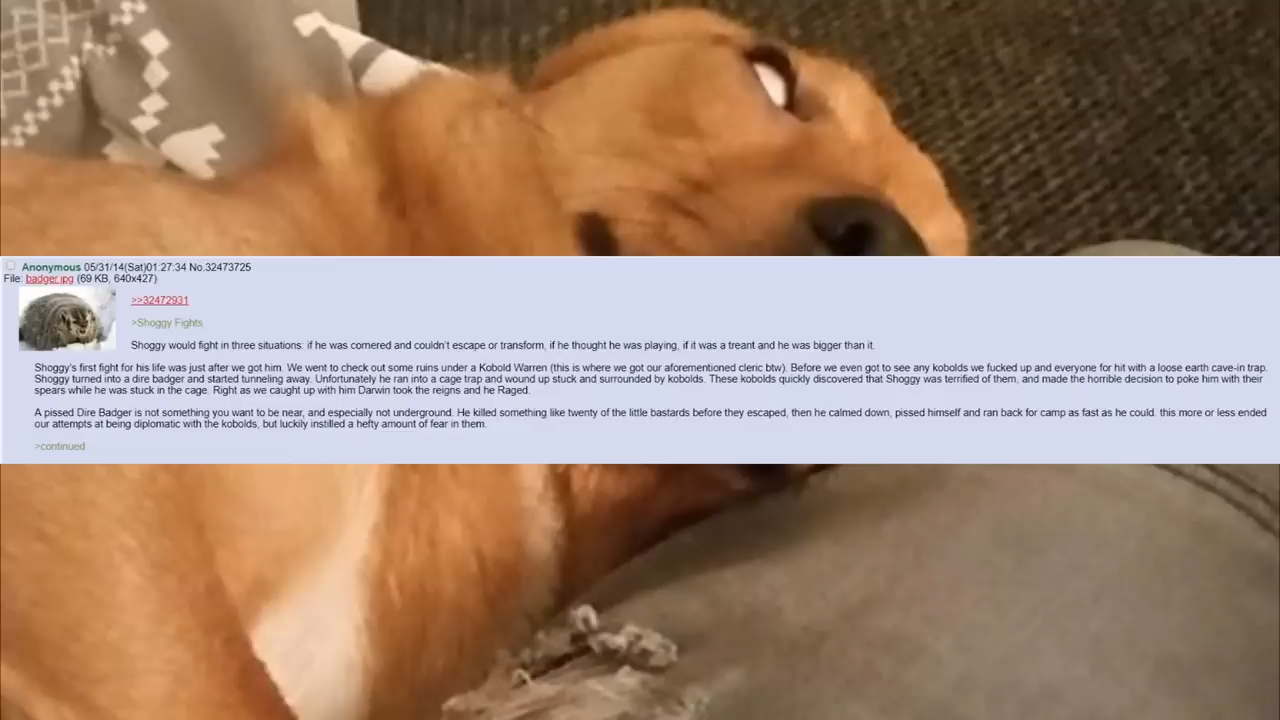 Anonymous 05/31/14(Sat)01:27:34 No.32473725
File: badger.jpg (69 KB, 640x427)
>>32472931
>Shoggy Fights
Shoggy would fight in three situations: if he was cornered and couldn't escape or transform, if he thought he was playing, if it was a treant and he was bigger than it.
Shoggy's first fight for his life was just after we got him. We went to check out some ruins under a Kobold Warren (this is where we got our aforementioned cleric btw). Before we even got to see any kobolds we fucked up and everyone for hit with a loose earth cave-in trap.
Shoggy turned into a dire badger and started tunneling away. Unfortunately he ran into a cage trap and wound up stuck and surrounded by kobolds. These kobolds quickly discovered that Shoggy was terrified of them, and made the horrible decision to poke him with their
spears while he was stuck in the cage. Right as we caught up with him Darwin took the reigns and he Raged.
A pissed Dire Badger is not something you want to be near, and especially not underground. He killed something like twenty of the little bastards before they escaped, then he calmed down, pissed himself and ran back for camp as fast as he could. this more or less ended
our attempts at being diplomatic with the kobolds, but luckily instilled a hefty amount of fear in them.
>continued